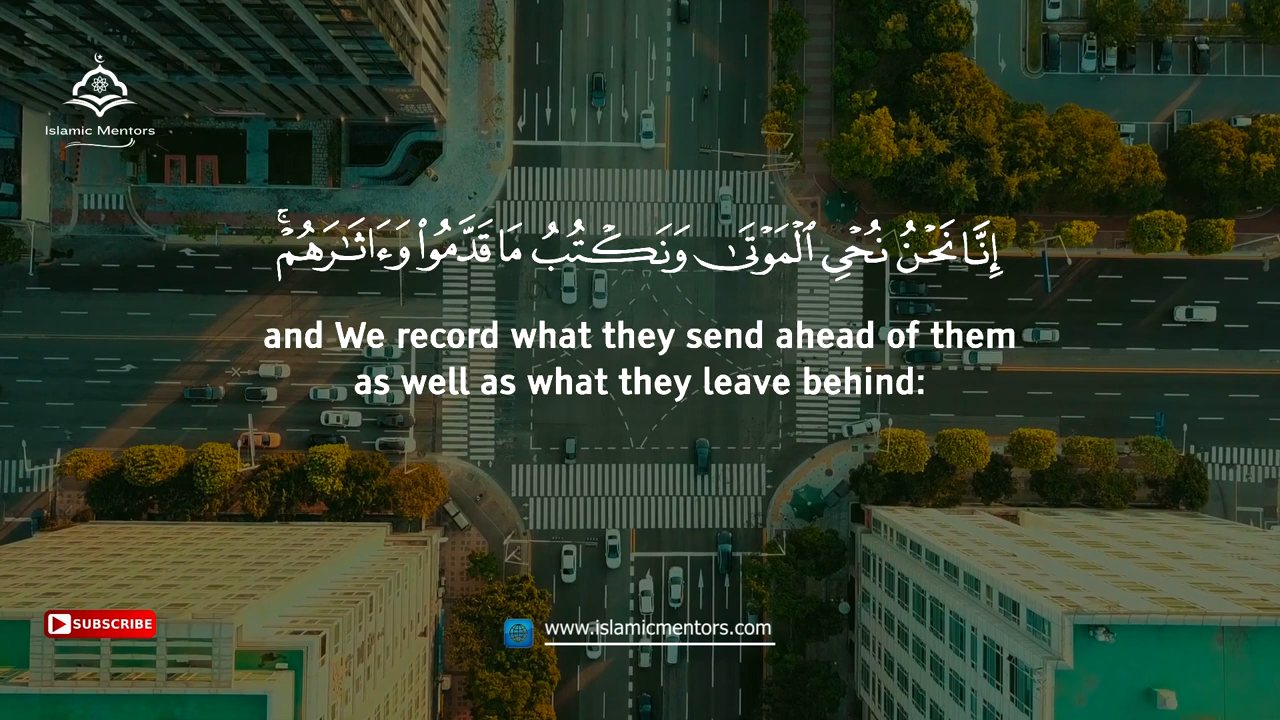 Islamic Mentors
إِنَّا نَحْنُ نُحْيِ ٱلْمَوْتَىٰ وَنَكْتُبُ مَا قَدَّمُوا۟ وَءَاثَـٰرَهُمْ ۚ
and We record what they send ahead of them
as well as what they leave behind:
SUBSCRIBE
www.islamicmentors.com